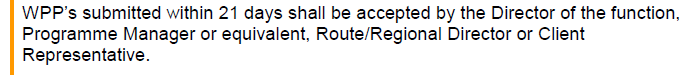 WPP's submitted within 21 days shall be accepted by the Director of the function,
Programme Manager or equivalent, Route/Regional Director or Client
Representative.